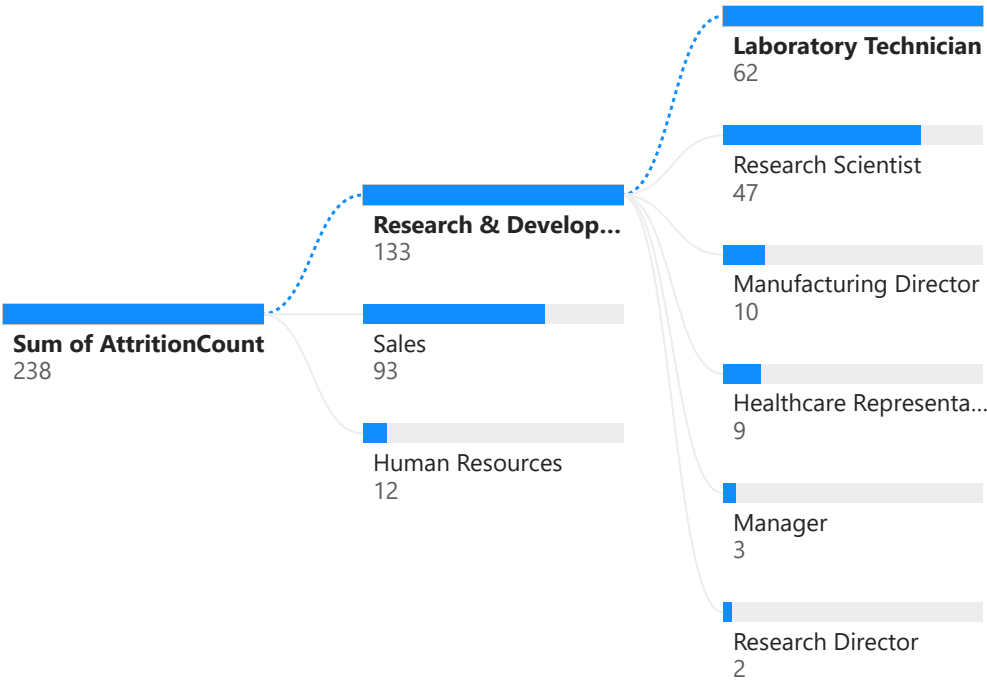 Sum of AttritionCount
238
Research & Develop...
133
Sales
93
Human Resources
12
Laboratory Technician
62
Research Scientist
47
Manufacturing Director
10
Healthcare Representa...
9
Manager
3
Research Director
2